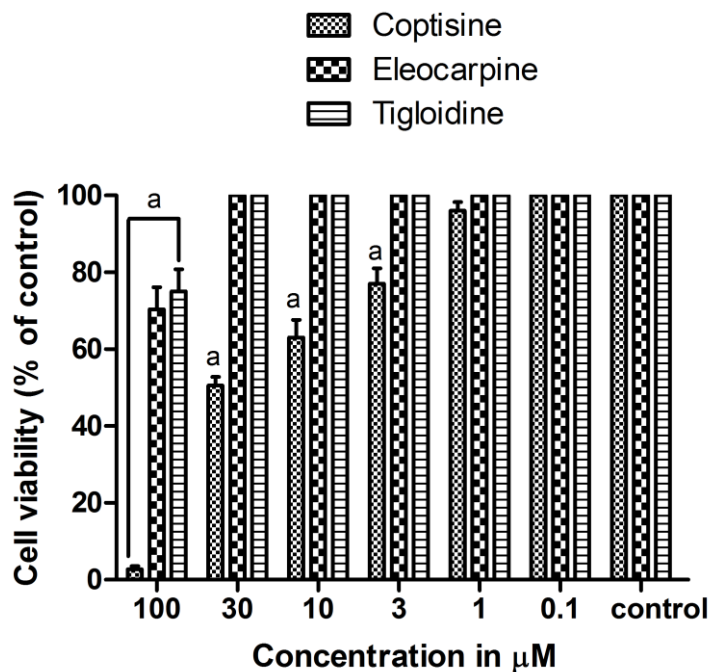 Coptisine
Eleocarpine
Tigloidine
Cell viability (% of control)
100
80
60
40
20
0
a
a
a
a
100 30 10 3 1 0.1 control
Concentration in μM